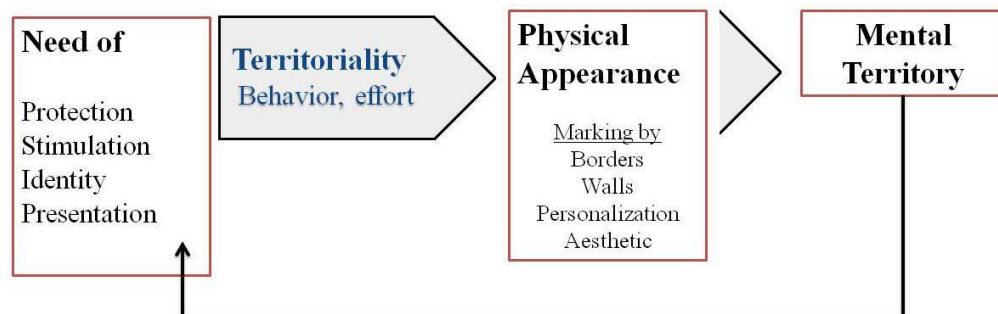 Need of
Protection
Stimulation
Identity
Presentation
Territoriality
Behavior, effort
Physical
Appearance
Marking by
Borders
Walls
Personalization
Aesthetic
Mental
Territory